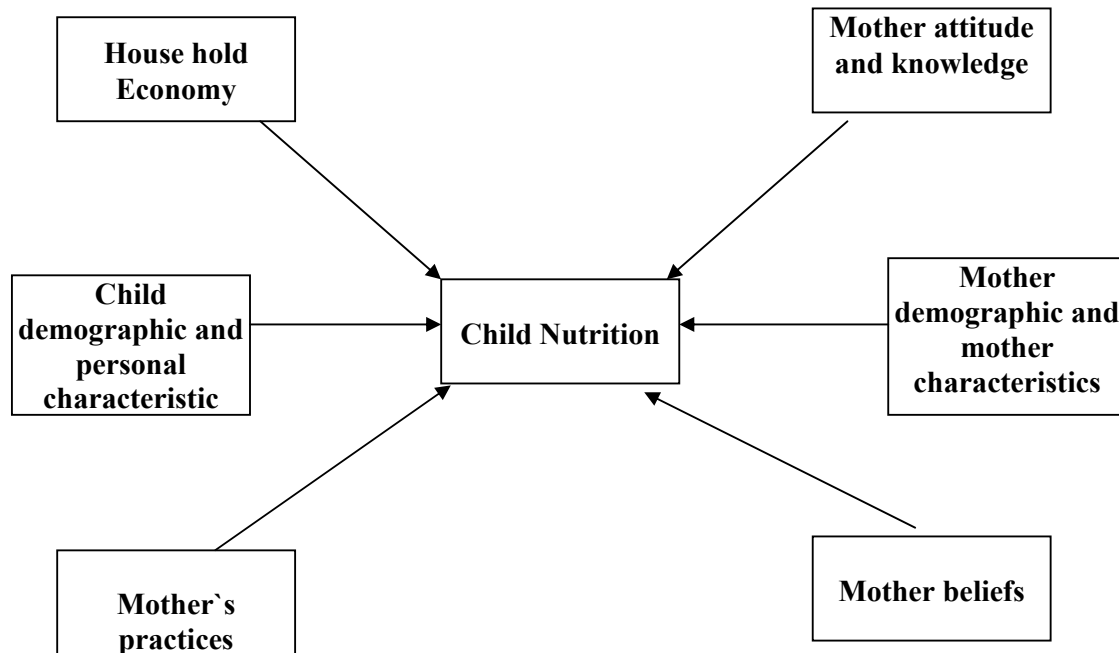 House hold
Economy
Mother attitude
and knowledge
Child
demographic and
personal
characteristic
Child Nutrition
Mother
demographic and
mother
characteristics
Mother`s
practices
Mother beliefs